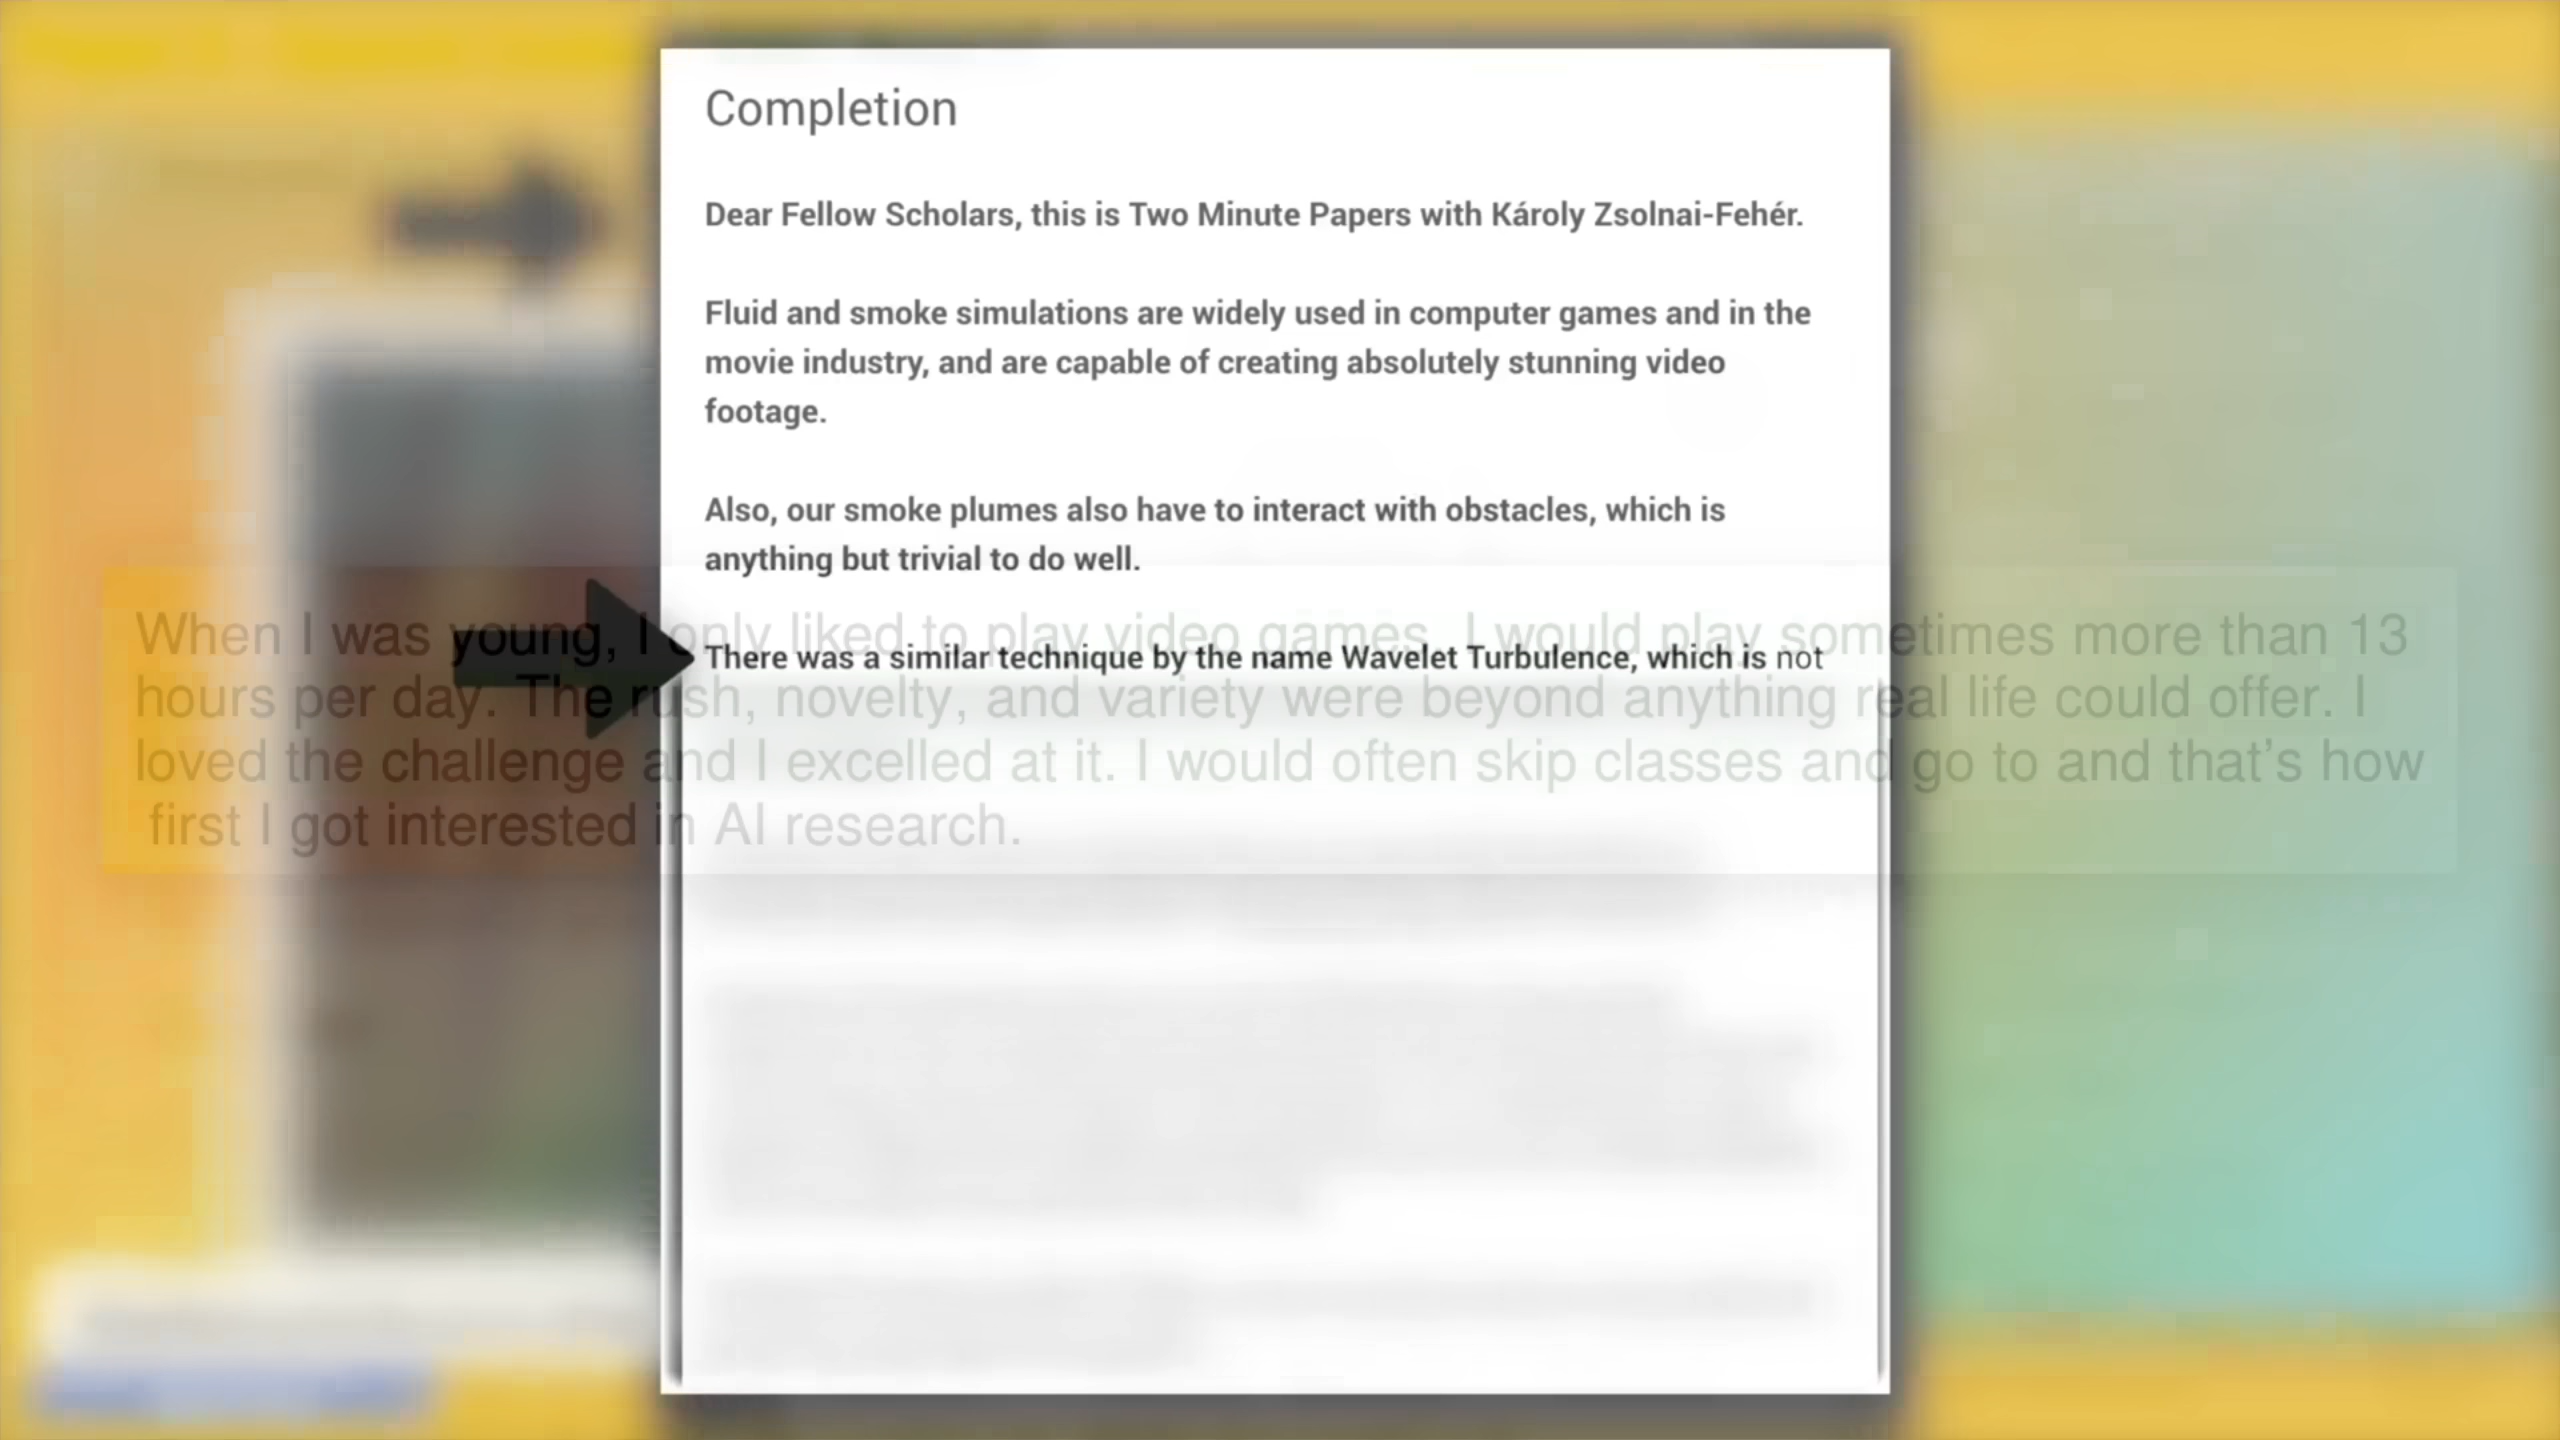 Completion
Dear Fellow Scholars, this is Two Minute Papers with Károly Zsolnai-Fehér.
Fluid and smoke simulations are widely used in computer games and in the
movie industry, and are capable of creating absolutely stunning video
footage.
Also, our smoke plumes also have to interact with obstacles, which is
anything but trivial to do well.
There was a similar technique by the name Wavelet Turbulence, which is not
When I was young, I only liked to play video games. I would play sometimes more than 13
hours per day. The rush, novelty, and variety were beyond anything real life could offer. I
loved the challenge and I excelled at it. I would often skip classes and go to and that’s how
first I got interested in AI research.